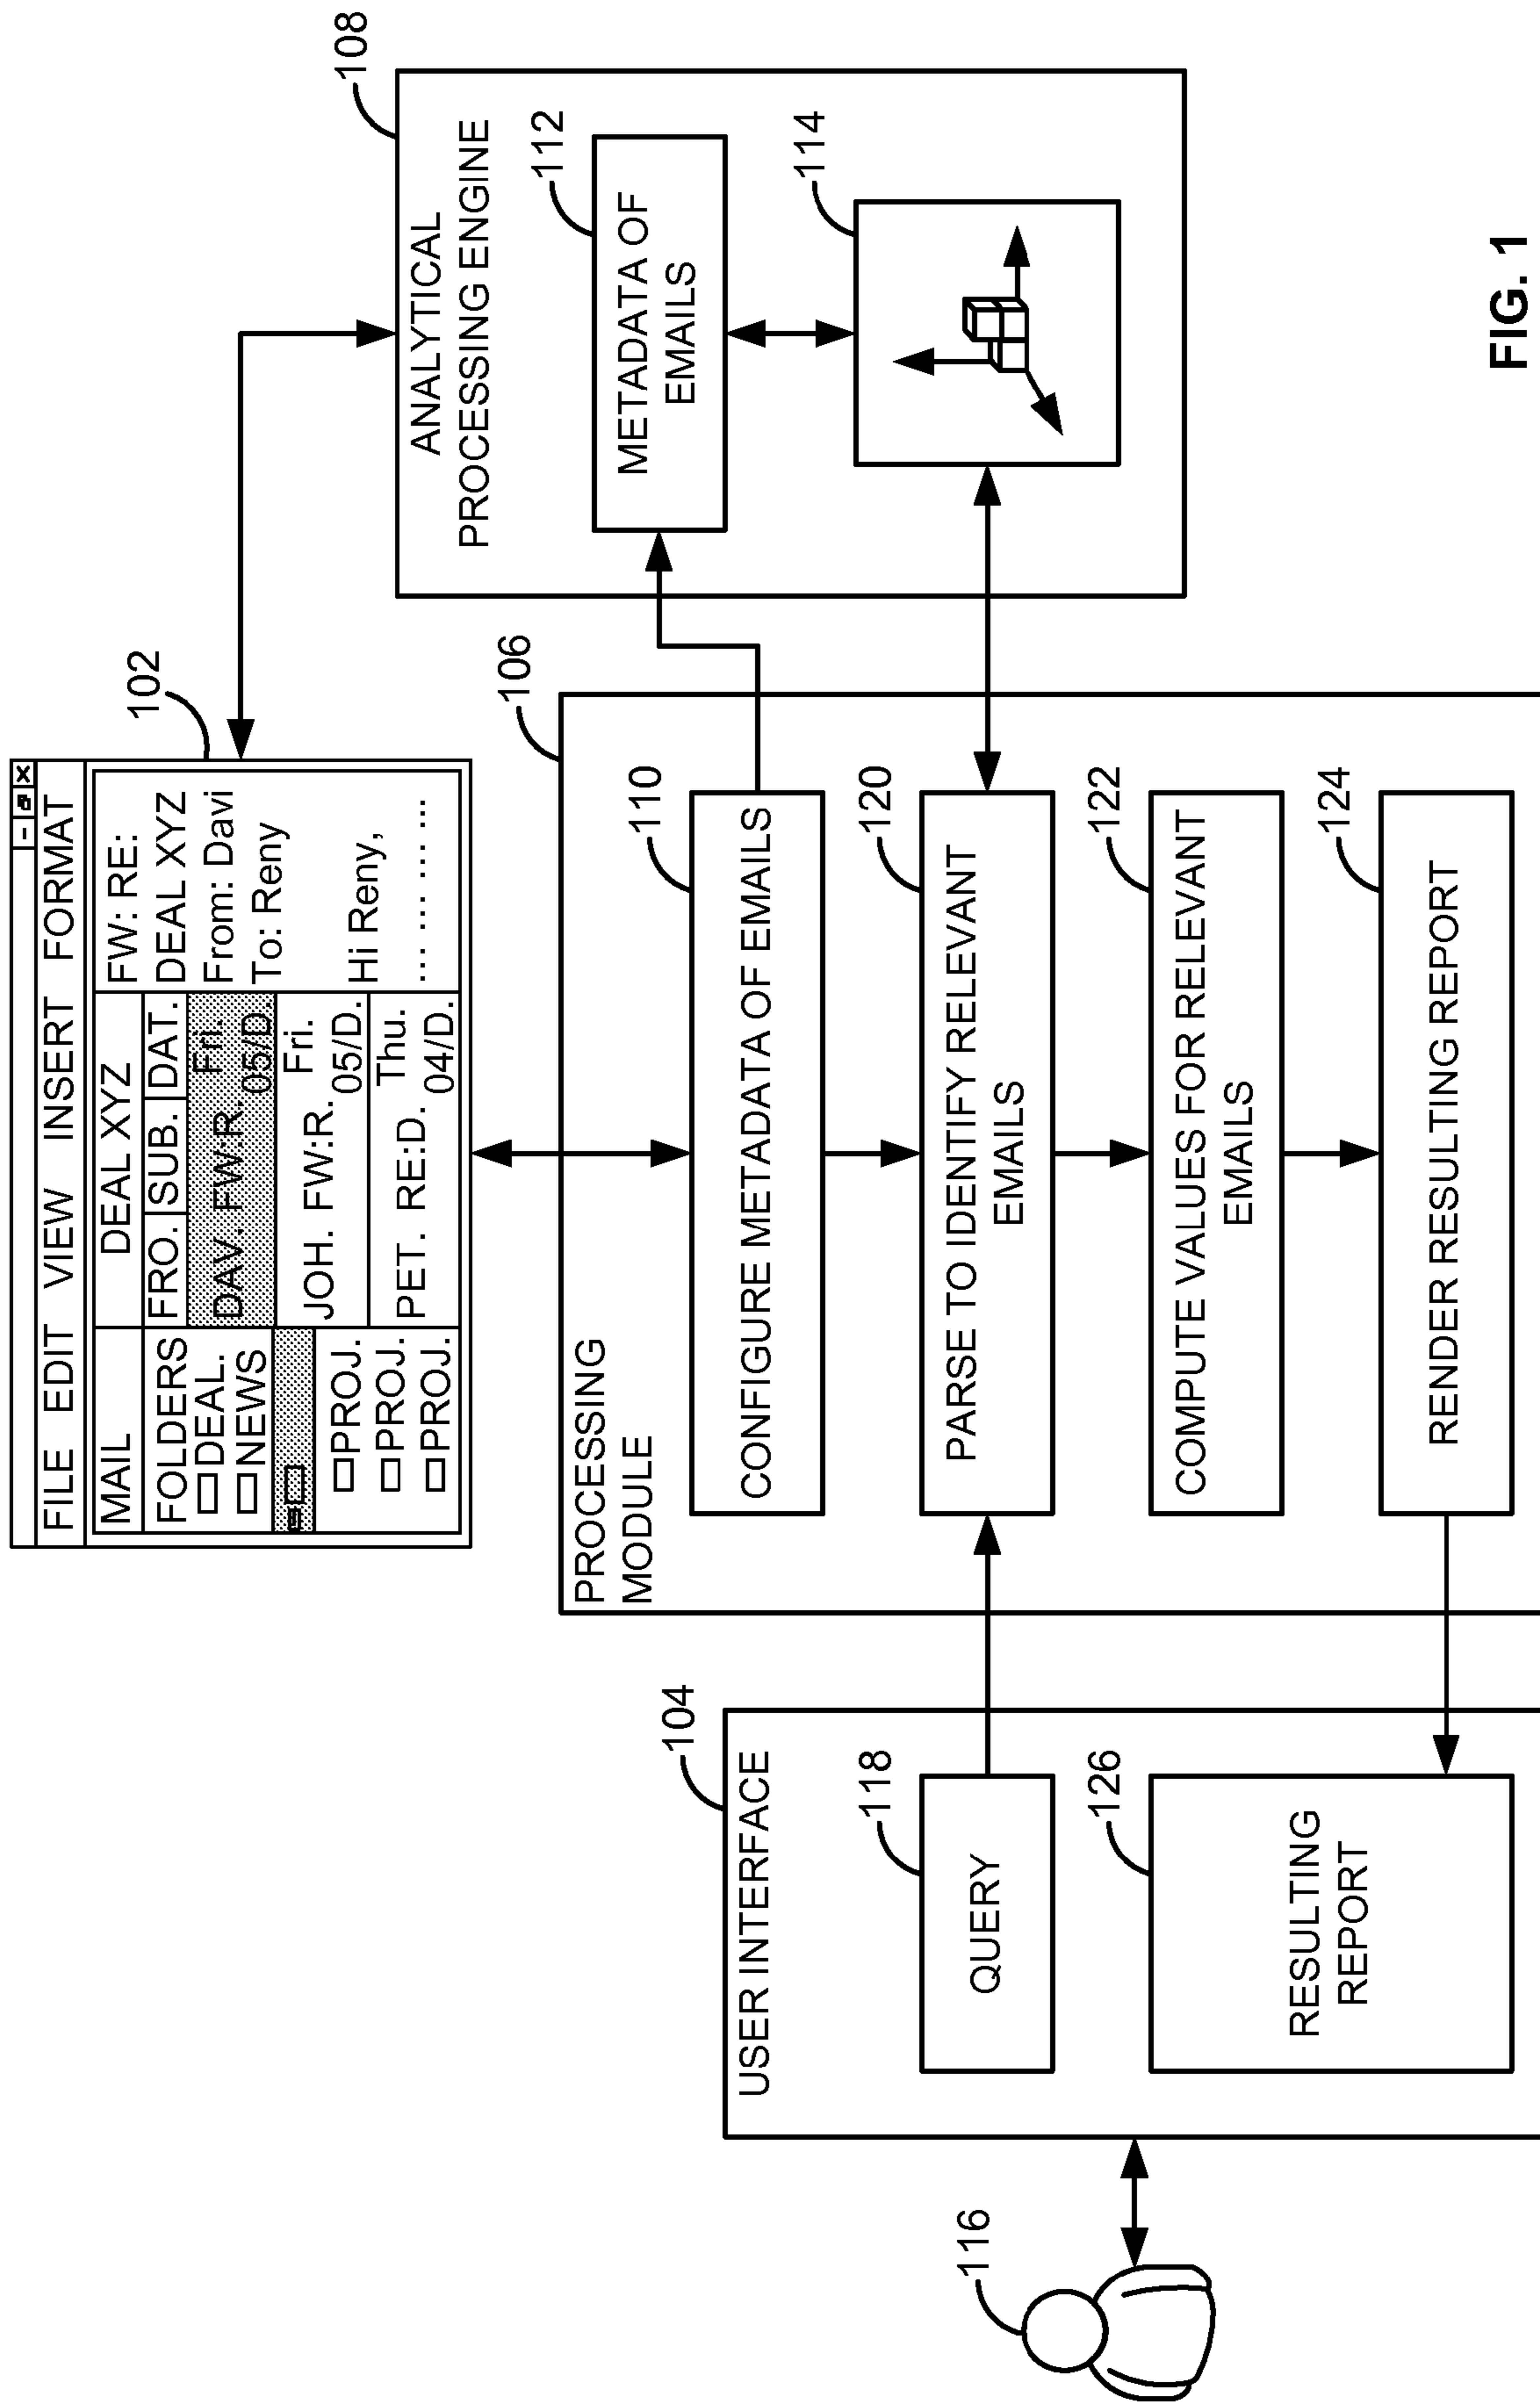 FILE EDIT VIEW INSERT FORMAT
MAIL
FOLDERS
DEAL.
NEWS
PROJ.
PROJ.
PROJ.
DEAL XYZ
FRO. SUB. DAT.
DAV. FW:R. Fri.
05/D.
JOH. FW:R. Fri.
05/D.
PET. RE:D. Thu.
04/D.
FW: RE:
DEAL XYZ
From: Davi
To: Reny
Hi Reny,
... ... ... ...
102
108
ANALYTICAL
PROCESSING ENGINE
112
METADATA OF
EMAILS
114
106
PROCESSING
MODULE
110
CONFIGURE METADATA OF EMAILS
120
PARSE TO IDENTIFY RELEVANT
EMAILS
122
COMPUTE VALUES FOR RELEVANT
EMAILS
124
RENDER RESULTING REPORT
104
USER INTERFACE
118
QUERY
126
RESULTING
REPORT
116
FIG. 1